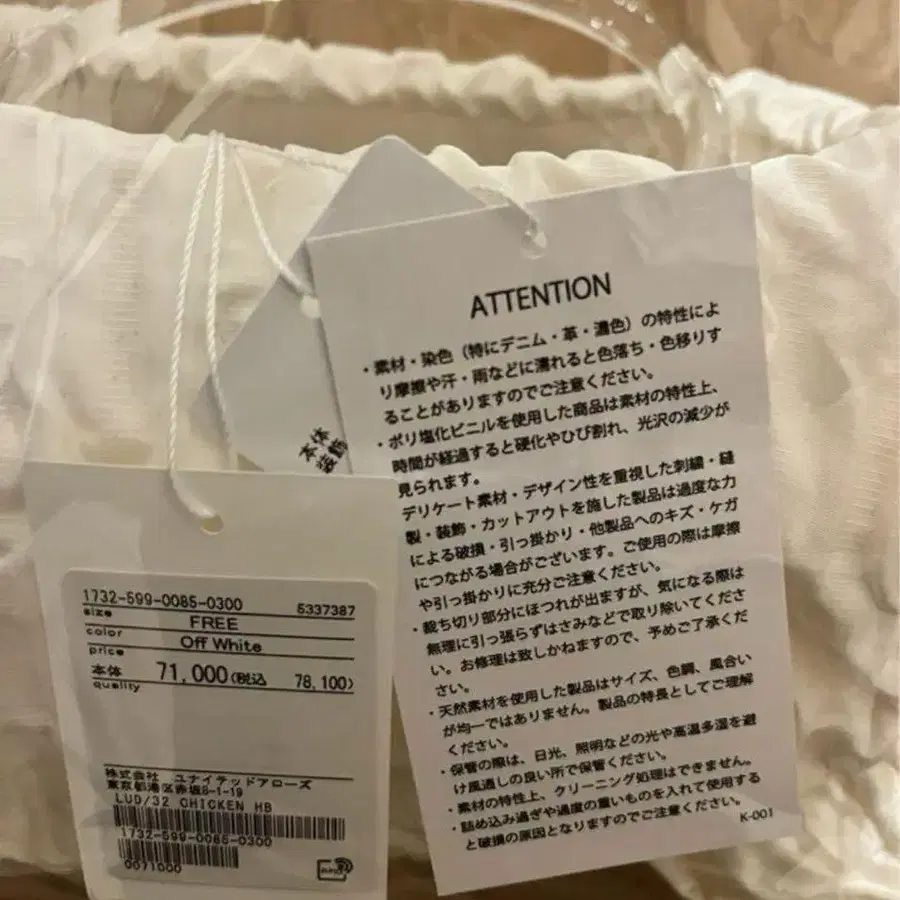 ATTENTION
・素材・染色（特にデニム・革・濃色）の特性によ
り摩擦や汗・雨などに濡れると色落ち・色移りす
ることがありますのでご注意ください。
・ポリ塩化ビニルを使用した商品は素材の特性上、
時間が経過すると硬化やひび割れ、光沢の減少が
見られます。
デリケート素材・デザイン性を重視した刺繍・縫
製・装飾・カットアウトを施した製品は過度な力
による破損・引っ掛かり・他製品へのキズ・ケガ
につながる場合がございます。ご使用の際は摩擦
や引っ掛かりに充分ご注意ください。
・裁ち切り部分にほつれが出ますが、気になる際は
無理に引っ張らずはさみなどで取り除いてくださ
い。お修理は致しかねますので、予めご了承くだ
さい。
・天然素材を使用した製品はサイズ、色調、風合い
が均一ではありません。製品の特長としてご理解
ください。
・保管の際は、日光、照明などの光や高温多湿を避
け風通しの良い所で保管ください。
・素材の特性上、クリーニング処理はできません。
・詰め込み過ぎや過度の重いものを入れて使用する
と破損の原因となりますのでご注意ください。
K-001
本体
装飾
1732-599-0085-0300
size 5337387
FREE
color
Off White
price
本体 71,000(税込 78,100)
quality
株式会社 ユナイテッドアローズ
東京都港区赤坂8-1-19
LUD/32 CHICKEN HB
1732-599-0085-0300
0071000